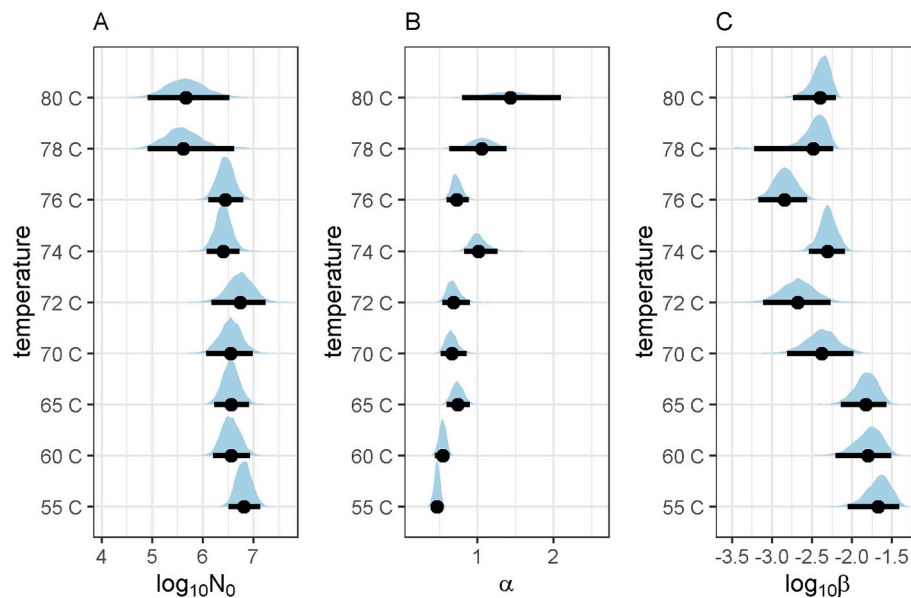 A
B
C
temperature
80 C
78 C
76 C
74 C
72 C
70 C
65 C
60 C
55 C
4 5 6 7
log₁₀N₀
temperature
80 C
78 C
76 C
74 C
72 C
70 C
65 C
60 C
55 C
1 2
α
temperature
80 C
78 C
76 C
74 C
72 C
70 C
65 C
60 C
55 C
-3.5 -3.0 -2.5 -2.0 -1.5
log₁₀β